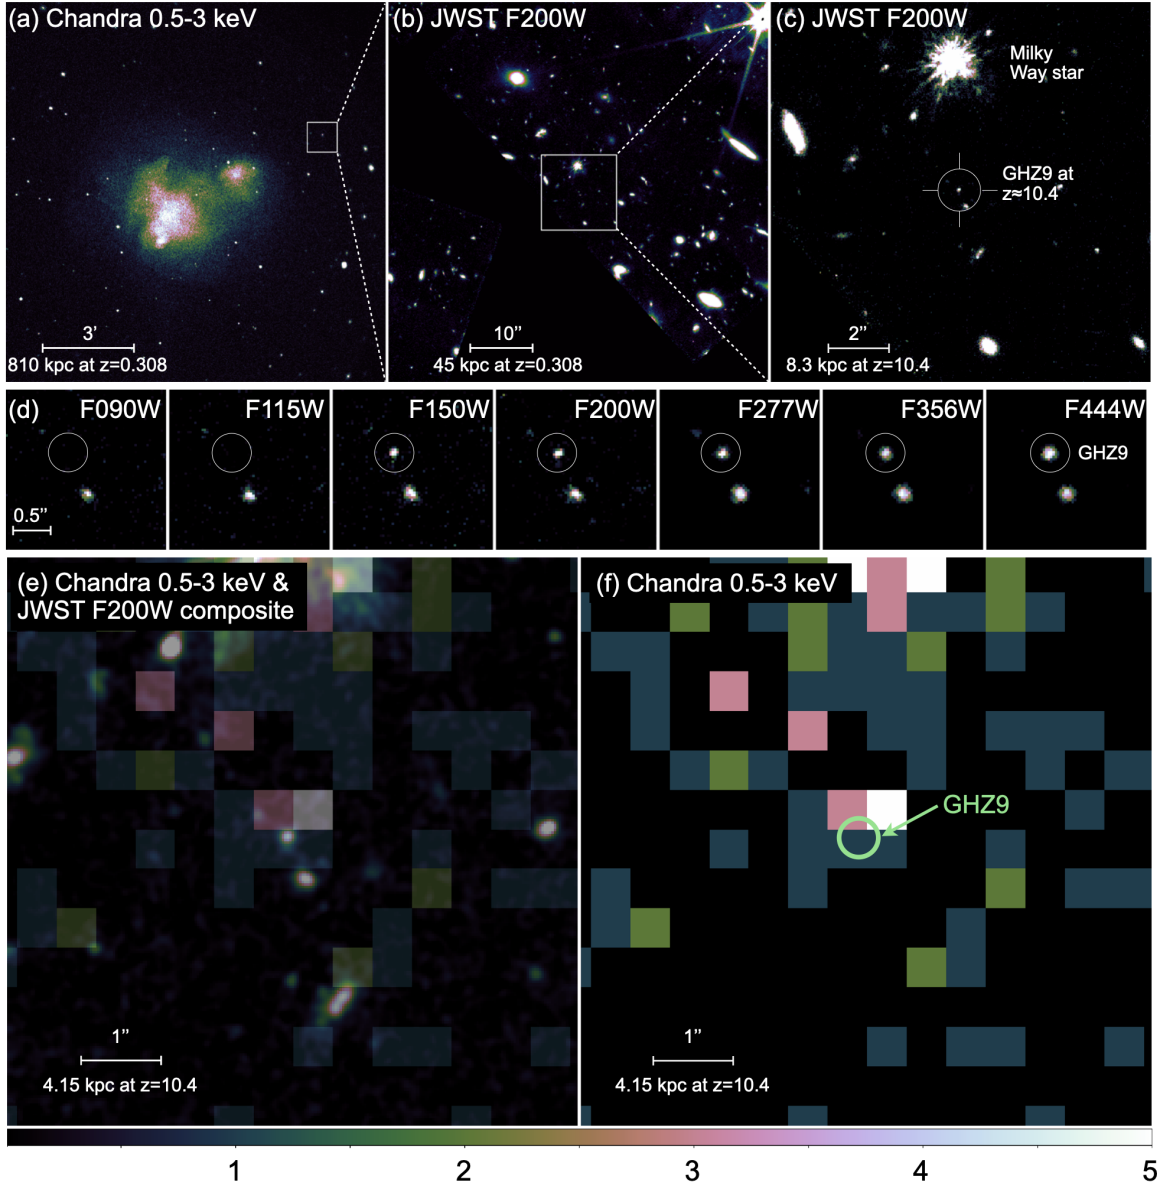 (a) Chandra 0.5-3 keV
3’
810 kpc at z=0.308
(b) JWST F200W
10’’
45 kpc at z=0.308
(c) JWST F200W
Milky
Way star
GHZ9 at
z≈10.4
2’’
8.3 kpc at z=10.4
(d)
F090W
0.5’’
F115W
F150W
F200W
F277W
F356W
F444W
GHZ9
(e) Chandra 0.5-3 keV &
JWST F200W composite
1’’
4.15 kpc at z=10.4
(f) Chandra 0.5-3 keV
GHZ9
1’’
4.15 kpc at z=10.4
1 2 3 4 5